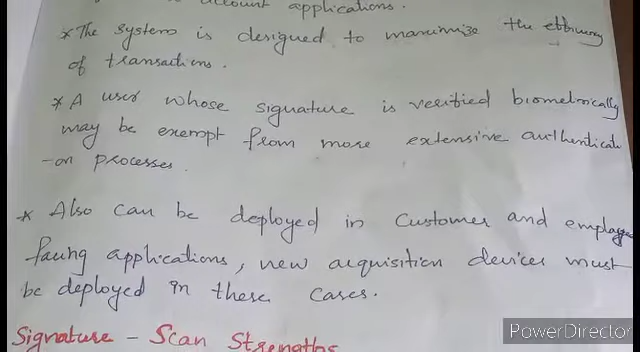 account applications.
* The system is designed to maximize the efficiency
of transactions.
* A user whose signature is verified biometrically
may be exempt from more extensive authenticati
-on processes.
* Also can be deployed in customer and employee
facing applications, new acquisition devices must
be deployed in these cases.
Signature - Scan Strengths
PowerDirector